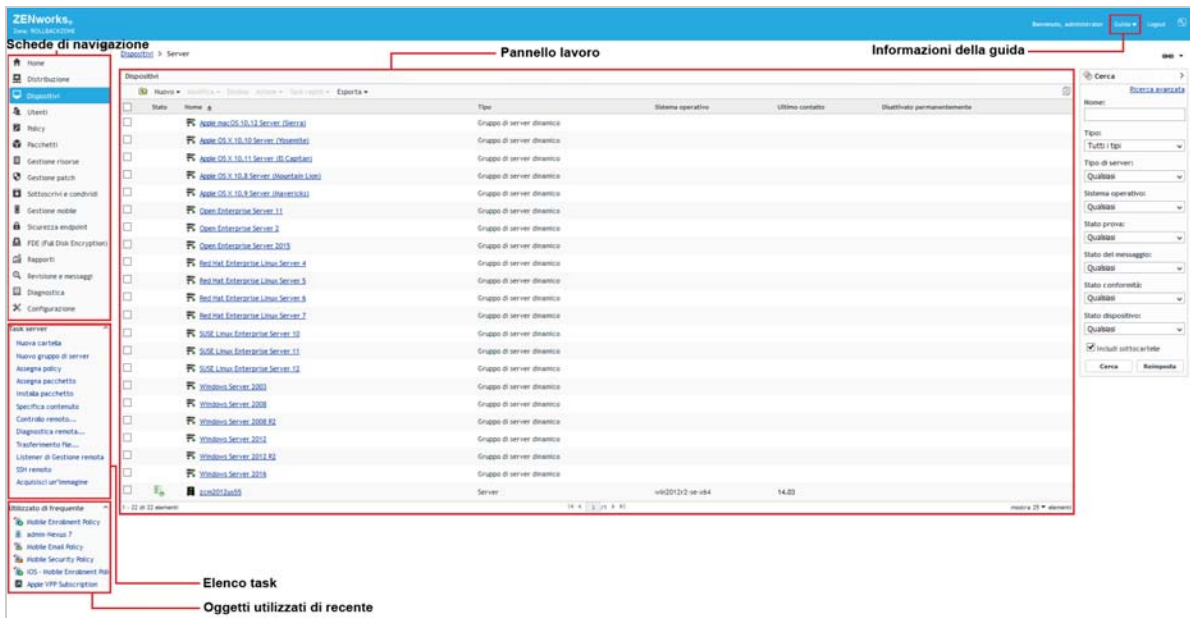 ZENworks.
Zona: ROLLBACKZONE
Benvenuto, administrator
Guida
Logout
Schede di navigazione
Pannello lavoro
Informazioni della guida
Dispositivi > Server
Home
Distribuzione
Dispositivi
Utenti
Policy
Pacchetti
Gestione risorse
Gestione patch
Sottoscrivi e condividi
Gestione mobile
Sicurezza endpoint
FDE (Full Disk Encryption)
Rapporti
Revisione e messaggi
Diagnostica
Configurazione
Task server
Nuova cartella
Nuovo gruppo di server
Assegna policy
Assegna pacchetto
Installa pacchetto
Specifica contenuto
Controllo remoto...
Diagnostica remota...
Trasferimento file...
Listener di Gestione remota
SSH remoto
Acquisisci un'immagine
Utilizzato di frequente
Mobile Enrolment Policy
admin-Nexus 7
Mobile Email Policy
Mobile Security Policy
IOS - Mobile Enrolment Poli
Apple VPP Subscription
Dispositivi
Nuovo Modifica Elimina Azione Task rapidi Esporta
Stato Nome Tipo Sistema operativo Ultimo contatto Disattivato permanentemente
Apple macOS 10.12 Server (Sierra) Gruppo di server dinamico
Apple OS X 10.10 Server (Yosemite) Gruppo di server dinamico
Apple OS X 10.11 Server (El Capitan) Gruppo di server dinamico
Apple OS X 10.8 Server (Mountain Lion) Gruppo di server dinamico
Apple OS X 10.9 Server (Mavericks) Gruppo di server dinamico
Open Enterprise Server 11 Gruppo di server dinamico
Open Enterprise Server 2 Gruppo di server dinamico
Open Enterprise Server 2015 Gruppo di server dinamico
Red Hat Enterprise Linux Server 4 Gruppo di server dinamico
Red Hat Enterprise Linux Server 5 Gruppo di server dinamico
Red Hat Enterprise Linux Server 6 Gruppo di server dinamico
Red Hat Enterprise Linux Server 7 Gruppo di server dinamico
SUSE Linux Enterprise Server 10 Gruppo di server dinamico
SUSE Linux Enterprise Server 11 Gruppo di server dinamico
SUSE Linux Enterprise Server 12 Gruppo di server dinamico
Windows Server 2003 Gruppo di server dinamico
Windows Server 2008 Gruppo di server dinamico
Windows Server 2008 R2 Gruppo di server dinamico
Windows Server 2012 Gruppo di server dinamico
Windows Server 2012 R2 Gruppo di server dinamico
Windows Server 2016 Gruppo di server dinamico
Server win2012r2-se-x64 14.03
1 - 22 di 22 elementi
1 /1
mostra 25 elementi
Cerca
Ricerca avanzata
Nome:
Tipo:
Tutti i tipi
Tipo di server:
Qualsiasi
Sistema operativo:
Qualsiasi
Stato prova:
Qualsiasi
Stato del messaggio:
Qualsiasi
Stato conformità:
Qualsiasi
Stato dispositivo:
Qualsiasi
Includi sottocartelle
Cerca
Reimposta
Elenco task
Oggetti utilizzati di recente